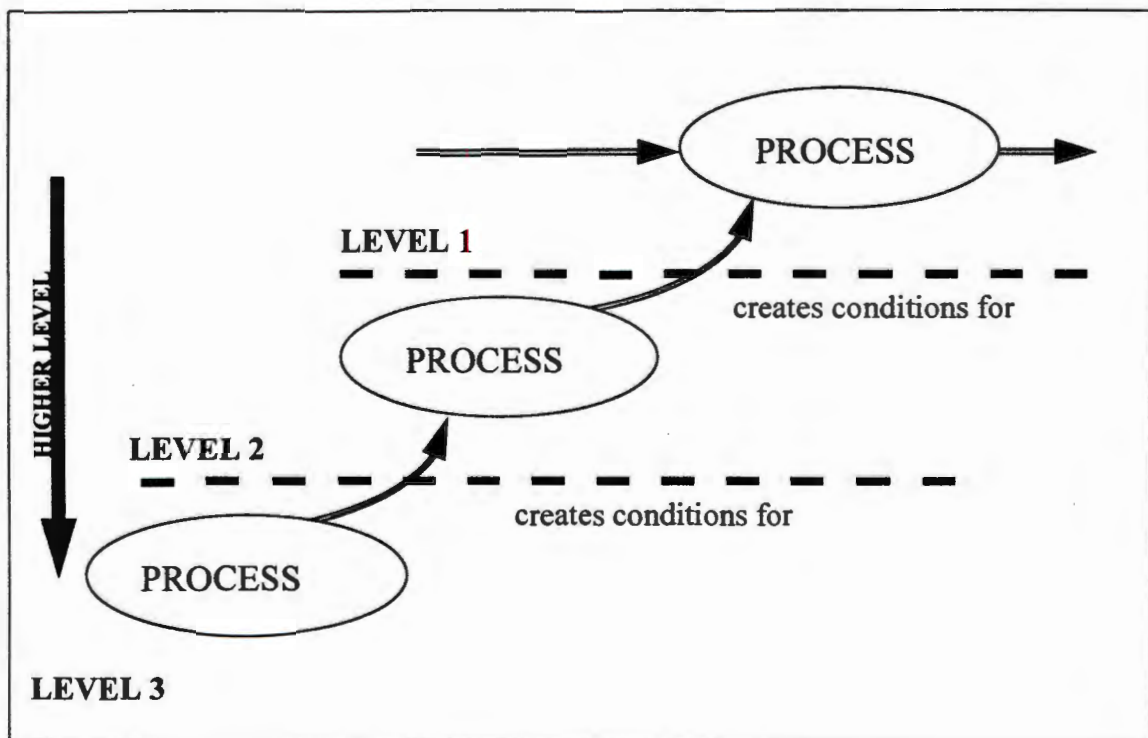 PROCESS
LEVEL 1
creates conditions for
PROCESS
HIGHER LEVEL
LEVEL 2
creates conditions for
PROCESS
LEVEL 3